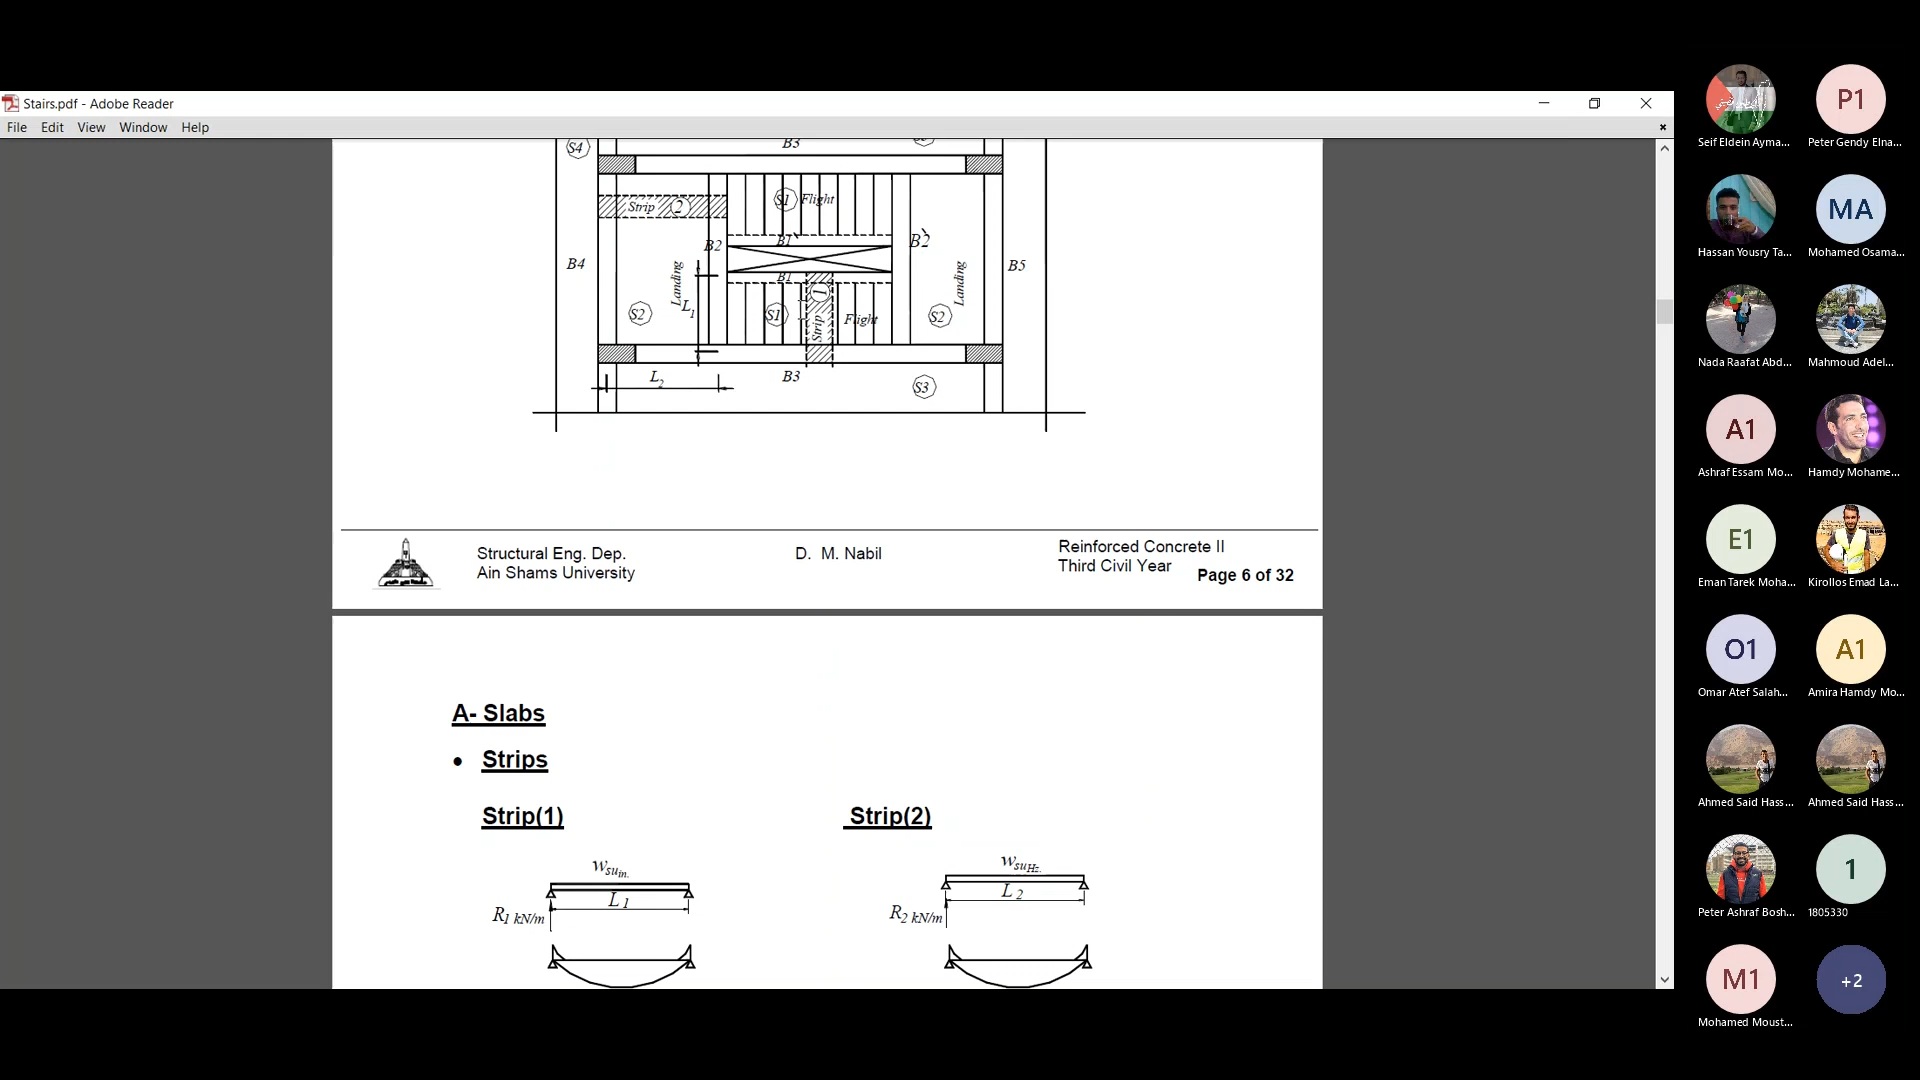 Stairs.pdf - Adobe Reader
File Edit View Window Help
S4
B3
S1 Flight
Strip 2
B1`
B2
B2`
B4
B5
B1
Landing
Landing
L1
1
S2
S1
Strip
Flight
S2
L2
B3
S3
Structural Eng. Dep.
Ain Shams University
D. M. Nabil
Reinforced Concrete II
Third Civil Year
Page 6 of 32
A- Slabs
• Strips
Strip(1)
Strip(2)
wsuin.
wsuHz.
L1
L2
R1 kN/m
R2 kN/m
P1
Seif Eldein Ayma...
Peter Gendy Elna...
MA
Hassan Yousry Ta...
Mohamed Osama...
Nada Raafat Abd...
Mahmoud Adel...
A1
Ashraf Essam Mo...
Hamdy Mohame...
E1
Eman Tarek Moha...
Kirollos Emad La...
O1
A1
Omar Atef Salah...
Amira Hamdy Mo...
Ahmed Said Hass...
Ahmed Said Hass...
1
Peter Ashraf Bosh...
1805330
M1
+2
Mohamed Moust...